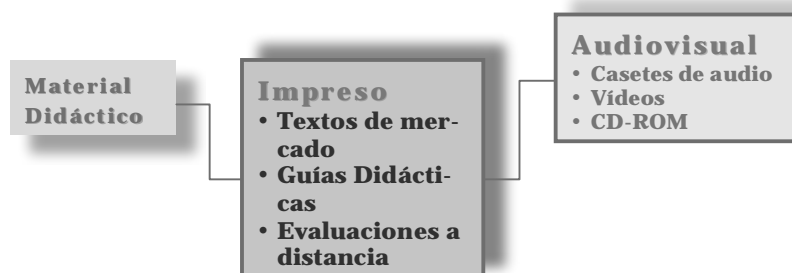 Material
Didáctico
Impreso
• Textos de mer-
cado
• Guías Didácti-
cas
• Evaluaciones a
distancia
Audiovisual
• Casetes de audio
• Vídeos
• CD-ROM